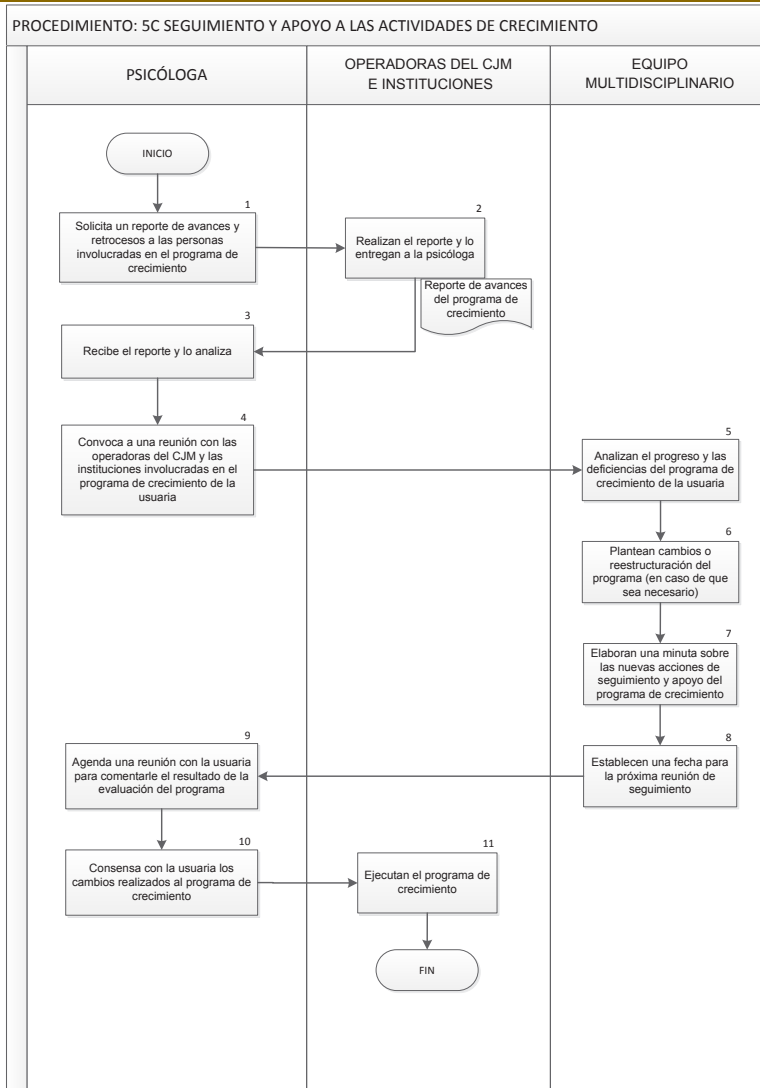 PROCEDIMIENTO: 5C SEGUIMIENTO Y APOYO A LAS ACTIVIDADES DE CRECIMIENTO
PSICÓLOGA
OPERADORAS DEL CJM
E INSTITUCIONES
EQUIPO
MULTIDISCIPLINARIO
INICIO
1
Solicita un reporte de avances y
retrocesos a las personas
involucradas en el programa de
crecimiento
2
Realizan el reporte y lo
entregan a la psicóloga
Reporte de avances
del programa de
crecimiento
3
Recibe el reporte y lo analiza
4
Convoca a una reunión con las
operadoras del CJM y las
instituciones involucradas en el
programa de crecimiento de la
usuaria
5
Analizan el progreso y las
deficiencias del programa de
crecimiento de la usuaria
6
Plantean cambios o
reestructuración del
programa (en caso de que
sea necesario)
7
Elaboran una minuta sobre
las nuevas acciones de
seguimiento y apoyo del
programa de crecimiento
8
Establecen una fecha para
la próxima reunión de
seguimiento
9
Agenda una reunión con la usuaria
para comentarle el resultado de la
evaluación del programa
10
Consensa con la usuaria los
cambios realizados al programa de
crecimiento
11
Ejecutan el programa de
crecimiento
FIN